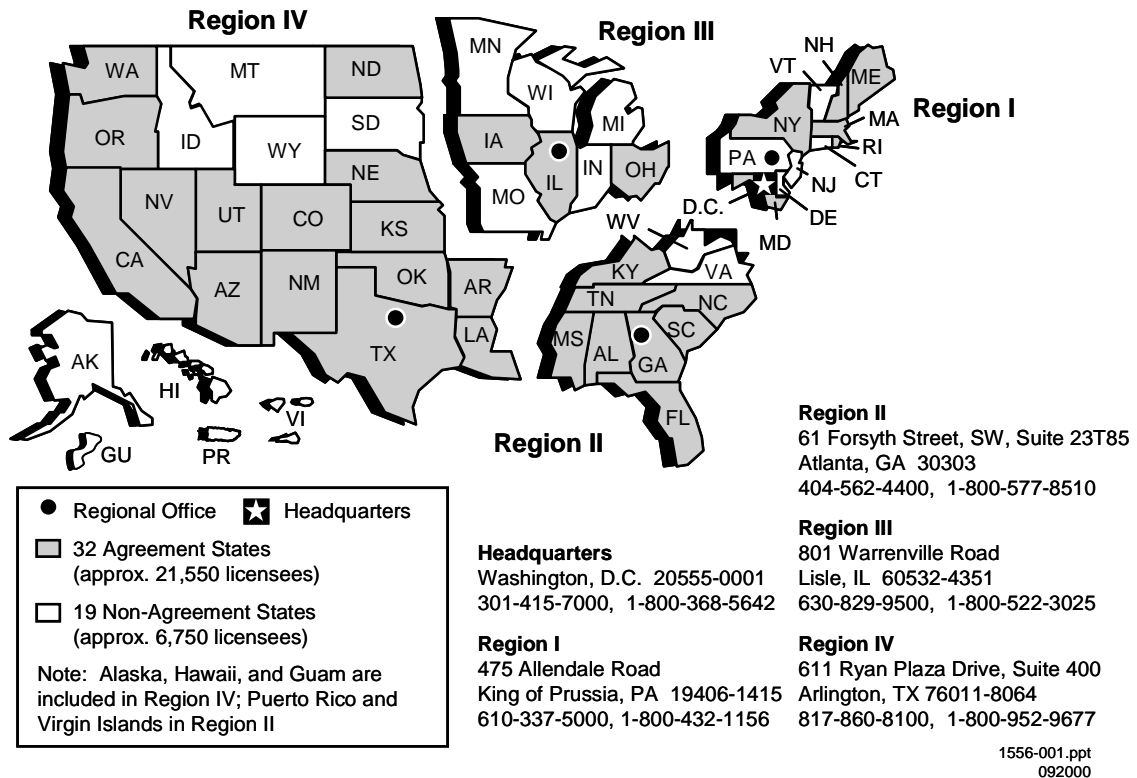 Region IV
Region III
Region I
WA
MT
ND
OR
ID
SD
WY
NE
NV
UT
CO
KS
CA
AZ
NM
OK
AR
TX
LA
AK
HI
GU
PR
VI
MN
WI
MI
IA
IL
IN
OH
MO
NH
VT
ME
NY
MA
RI
PA
CT
NJ
D.C.
DE
MD
WV
KY
VA
TN
NC
SC
MS
AL
GA
FL
Region II
Regional Office
Headquarters
32 Agreement States
(approx. 21,550 licensees)
19 Non-Agreement States
(approx. 6,750 licensees)
Note: Alaska, Hawaii, and Guam are
included in Region IV; Puerto Rico and
Virgin Islands in Region II
Headquarters
Washington, D.C. 20555-0001
301-415-7000, 1-800-368-5642
Region I
475 Allendale Road
King of Prussia, PA 19406-1415
610-337-5000, 1-800-432-1156
Region II
61 Forsyth Street, SW, Suite 23T85
Atlanta, GA 30303
404-562-4400, 1-800-577-8510
Region III
801 Warrenville Road
Lisle, IL 60532-4351
630-829-9500, 1-800-522-3025
Region IV
611 Ryan Plaza Drive, Suite 400
Arlington, TX 76011-8064
817-860-8100, 1-800-952-9677
1556-001.ppt
092000